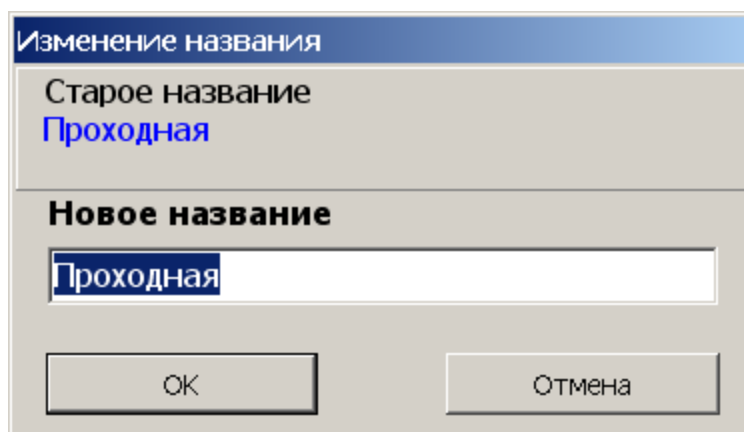 Изменение названия
Старое название
Проходная
Новое название
Проходная
OK
Отмена